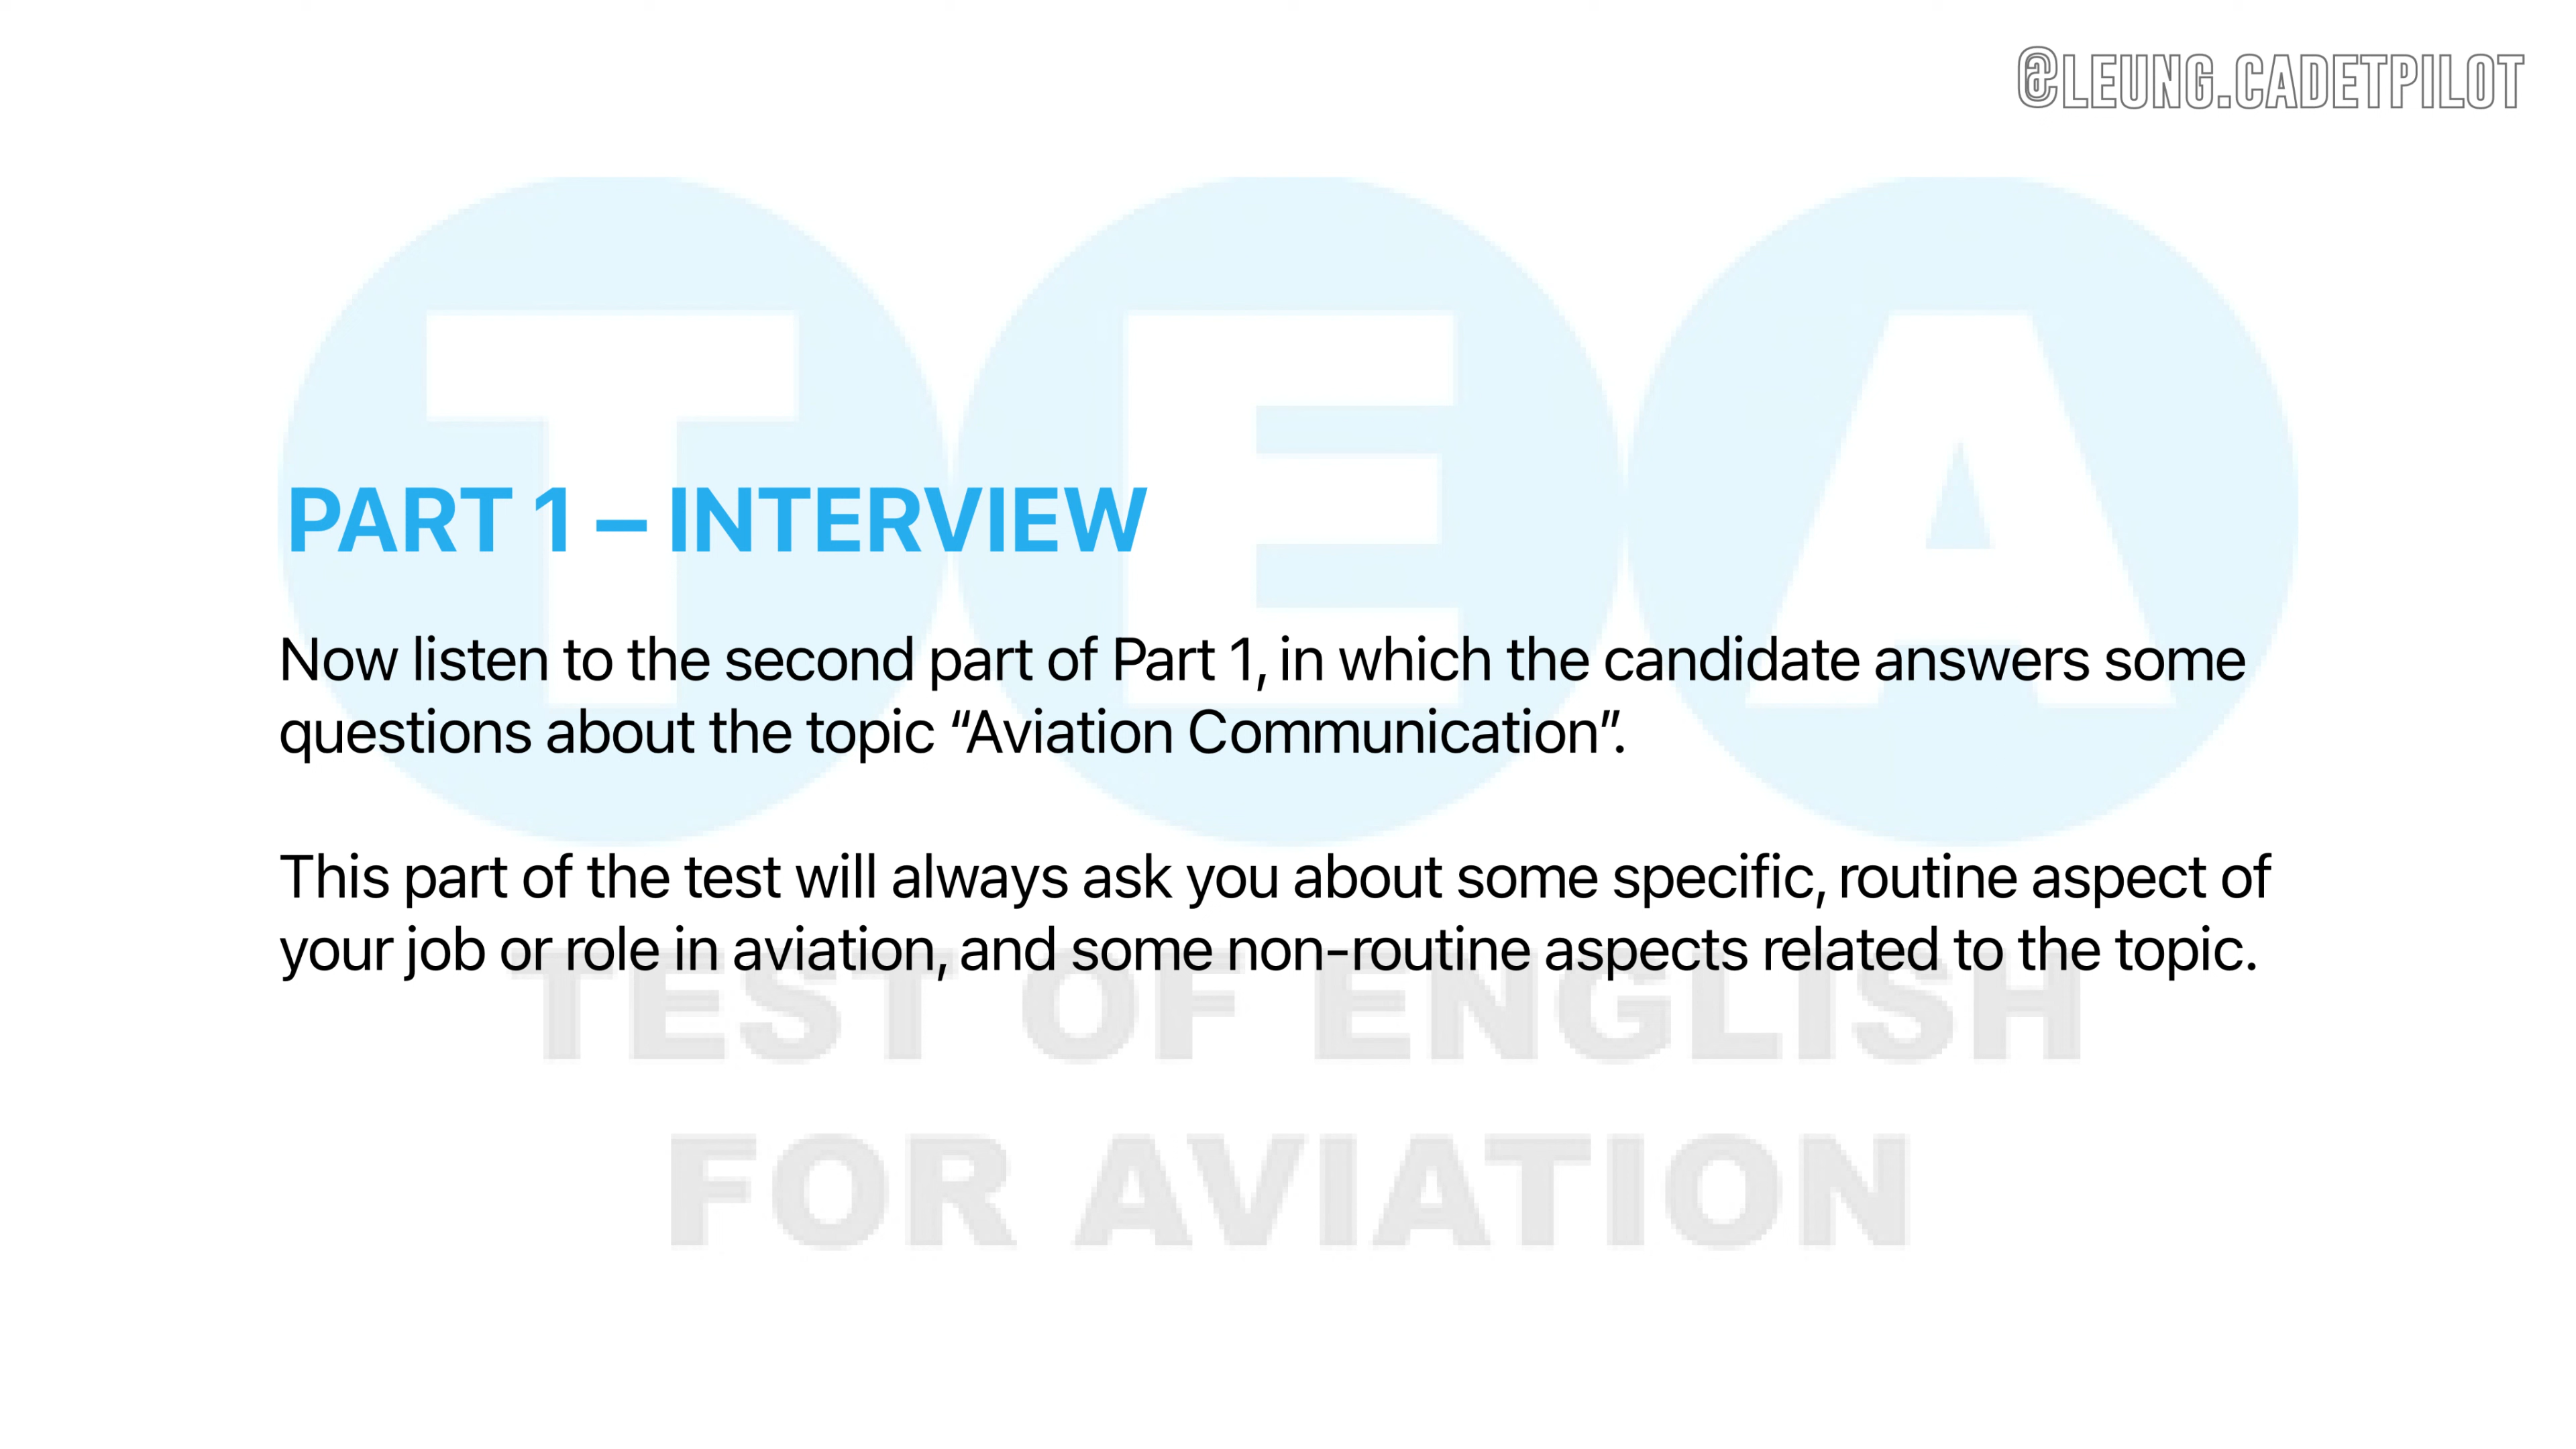 @LEUNG.CADETPILOT
T E A
PART 1 – INTERVIEW
Now listen to the second part of Part 1, in which the candidate answers some
questions about the topic “Aviation Communication”.
This part of the test will always ask you about some specific, routine aspect of
your job or role in aviation, and some non-routine aspects related to the topic.
TEST OF ENGLISH
FOR AVIATION